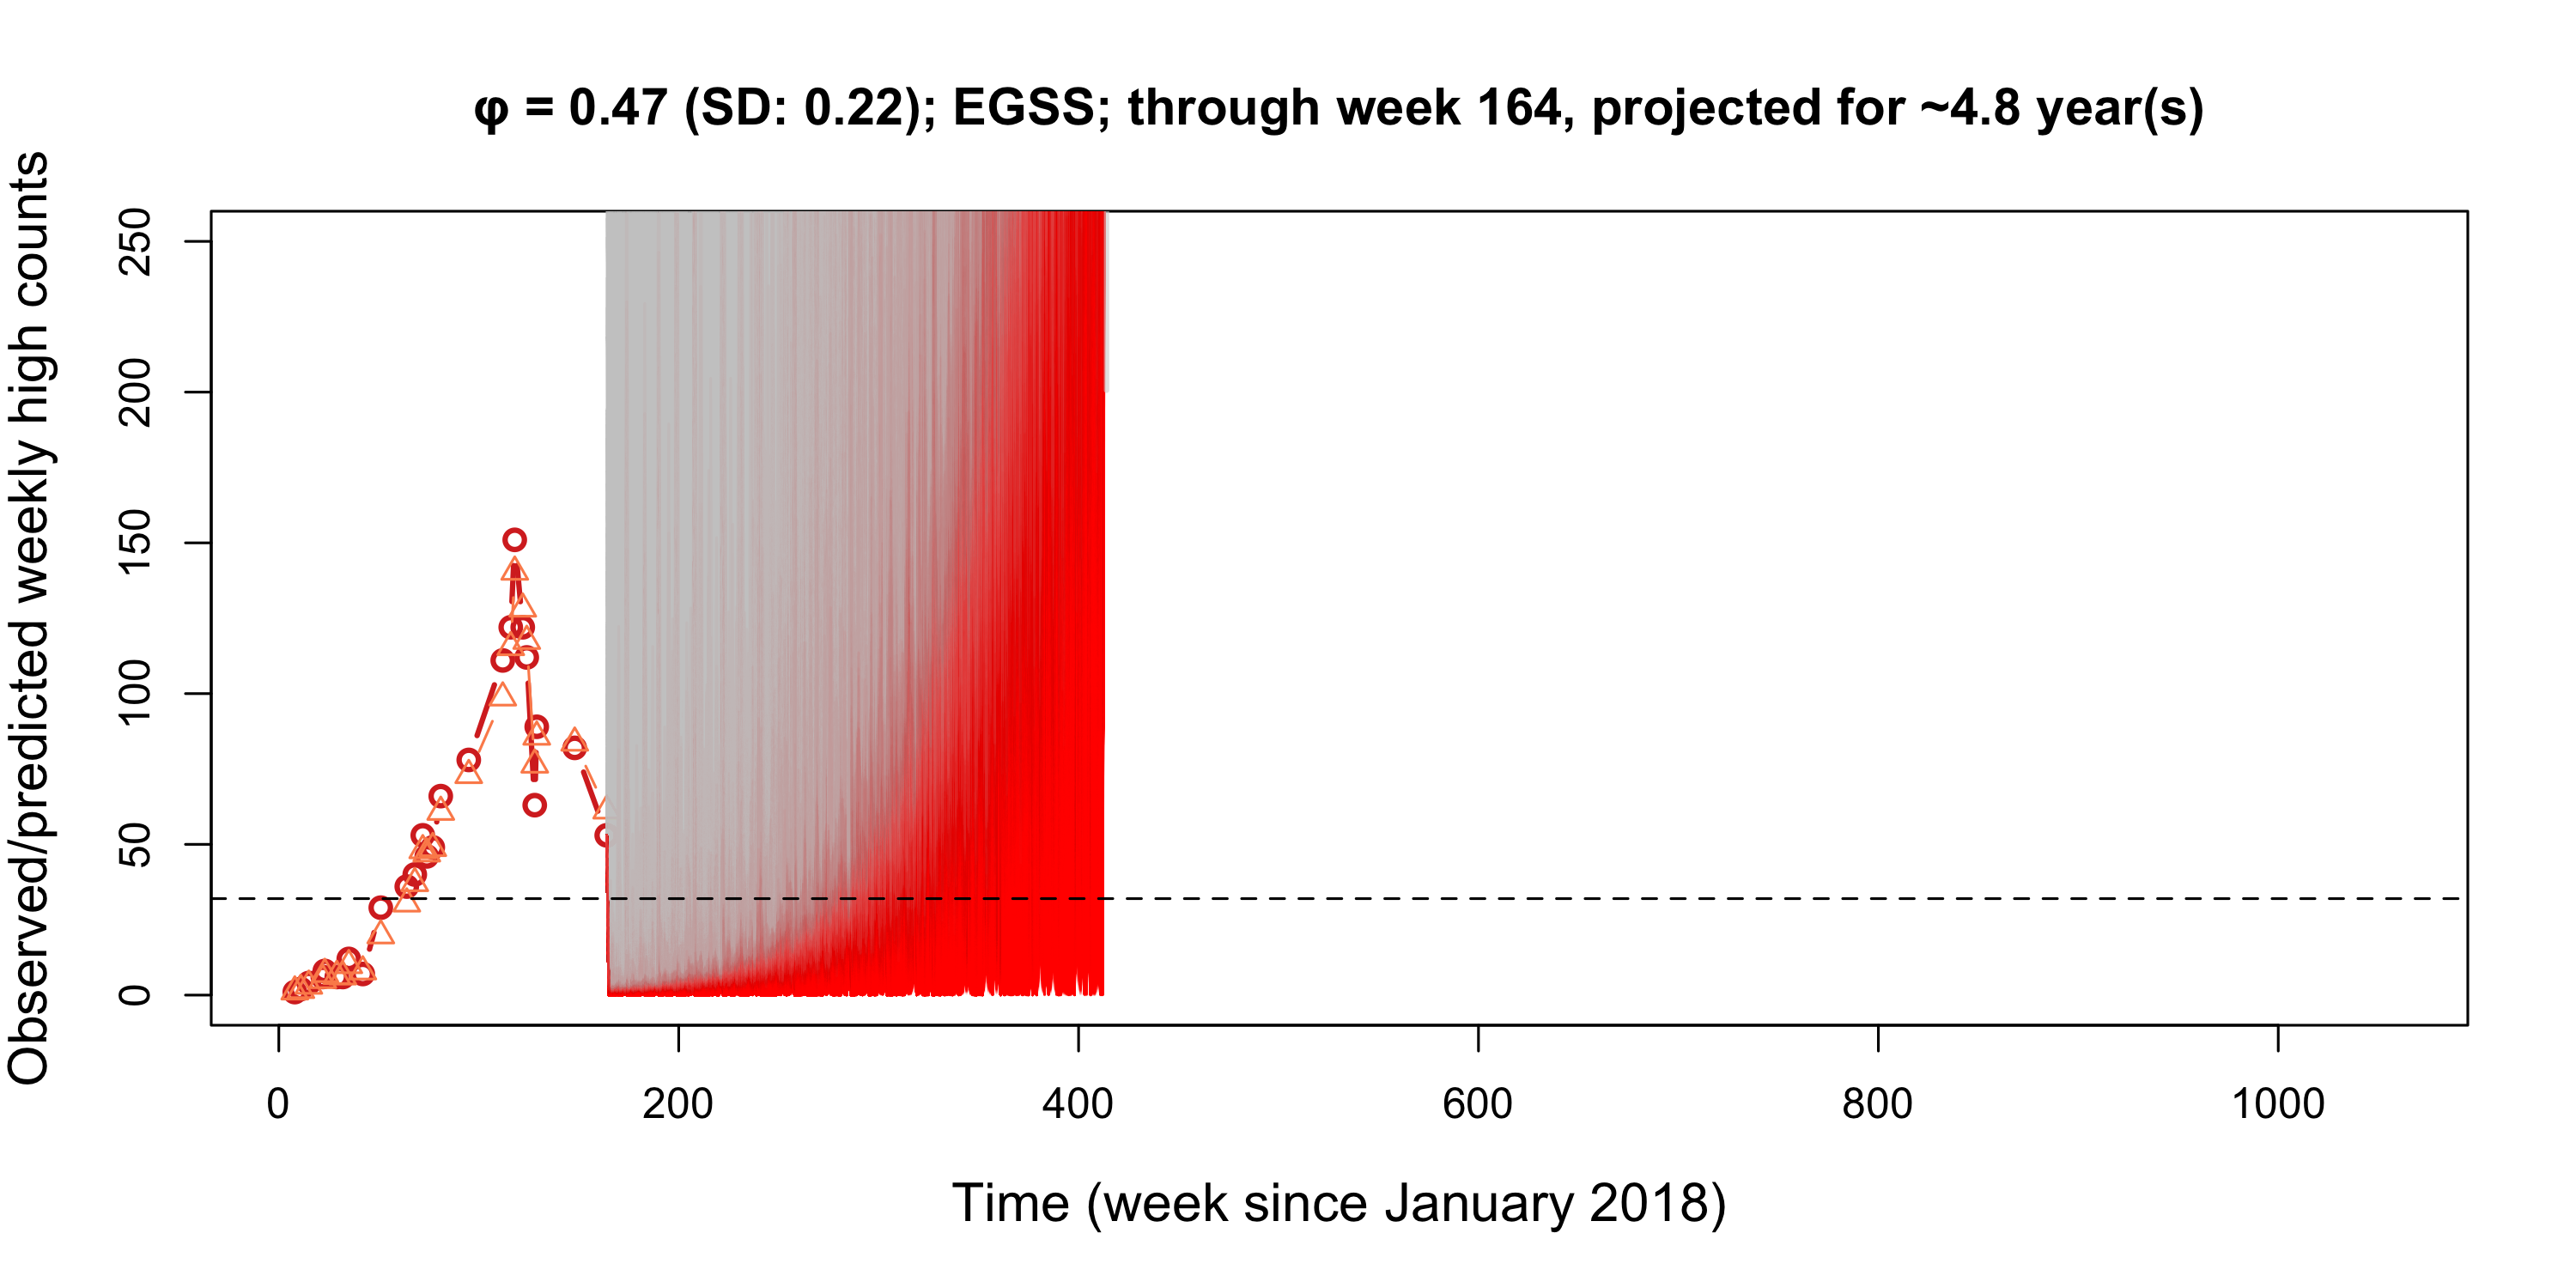 φ = 0.47 (SD: 0.22); EGSS; through week 164, projected for ~4.8 year(s)
Observed/predicted weekly high counts
250
200
150
100
50
0
0 200 400 600 800 1000
Time (week since January 2018)